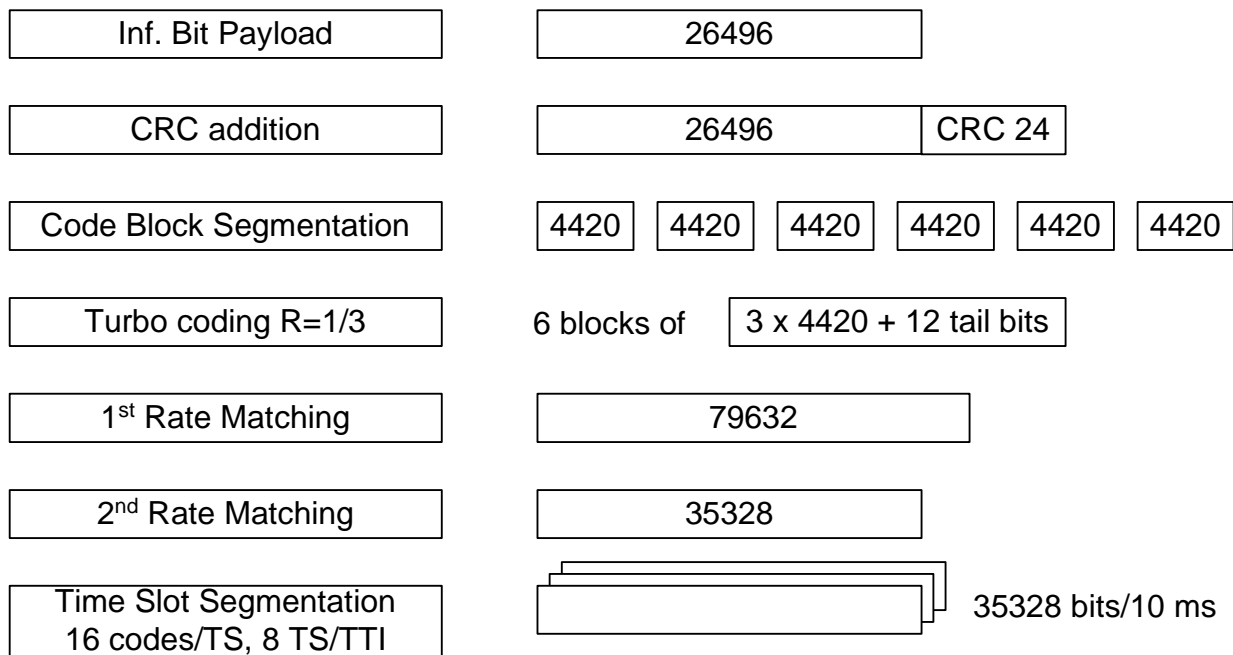 Inf. Bit Payload 26496
CRC addition 26496 CRC 24
Code Block Segmentation 4420 4420 4420 4420 4420 4420
Turbo coding R=1/3 6 blocks of 3 x 4420 + 12 tail bits
1st Rate Matching 79632
2nd Rate Matching 35328
Time Slot Segmentation
16 codes/TS, 8 TS/TTI
35328 bits/10 ms